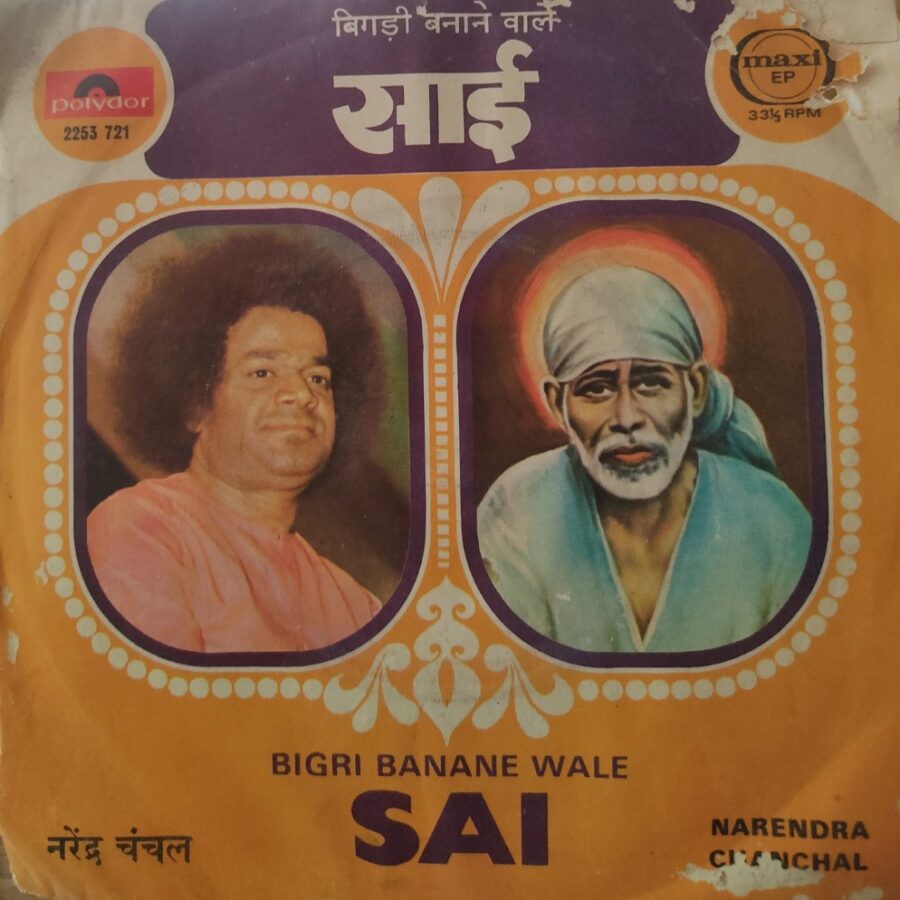 बिगड़ी बनाने वाले
साई
polydor
2253 721
maxi
EP
33⅓ RPM
BIGRI BANANE WALE
SAI
नरेंद्र चंचल
NARENDRA
CHANCHAL